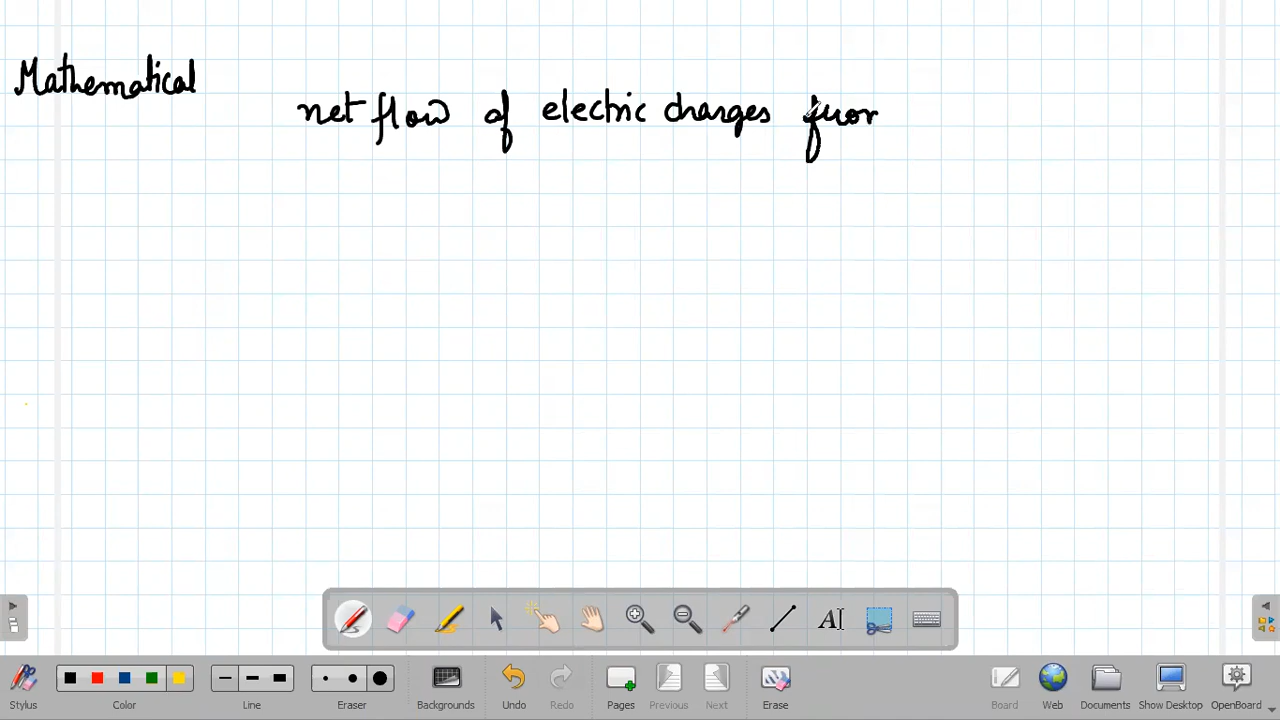 Mathematical
net flow of electric charges
Stylus
Color
Line
Eraser
Backgrounds
Undo
Redo
Pages
Previous
Next
Erase
Board
Web
Documents
Show Desktop
OpenBoard